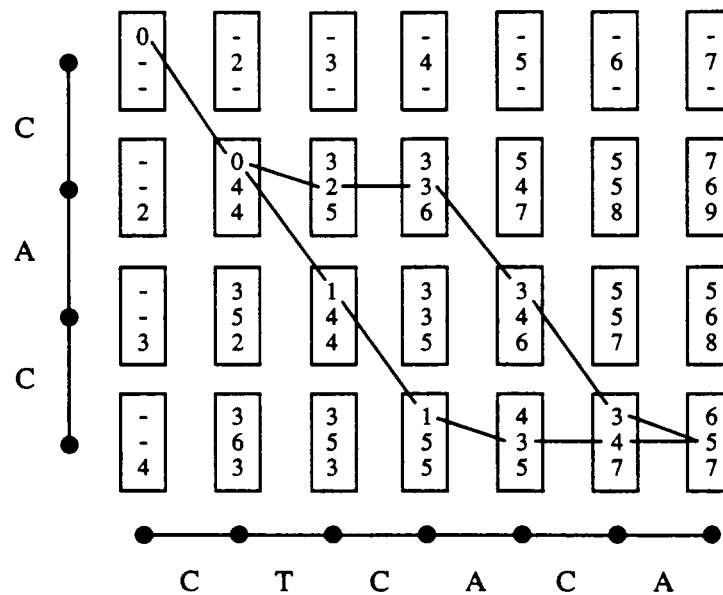 0 - - - - - -
- 2 3 4 5 6 7
- - - - - - -
C
- 0 3 3 5 5 7
- 4 2 3 4 5 6
2 4 5 6 7 8 9
A
- 3 1 3 3 5 5
- 5 4 3 4 5 6
3 2 4 5 6 7 8
C
- 3 3 1 4 3 6
- 6 5 5 3 4 5
4 3 3 5 5 7 7
C T C A C A